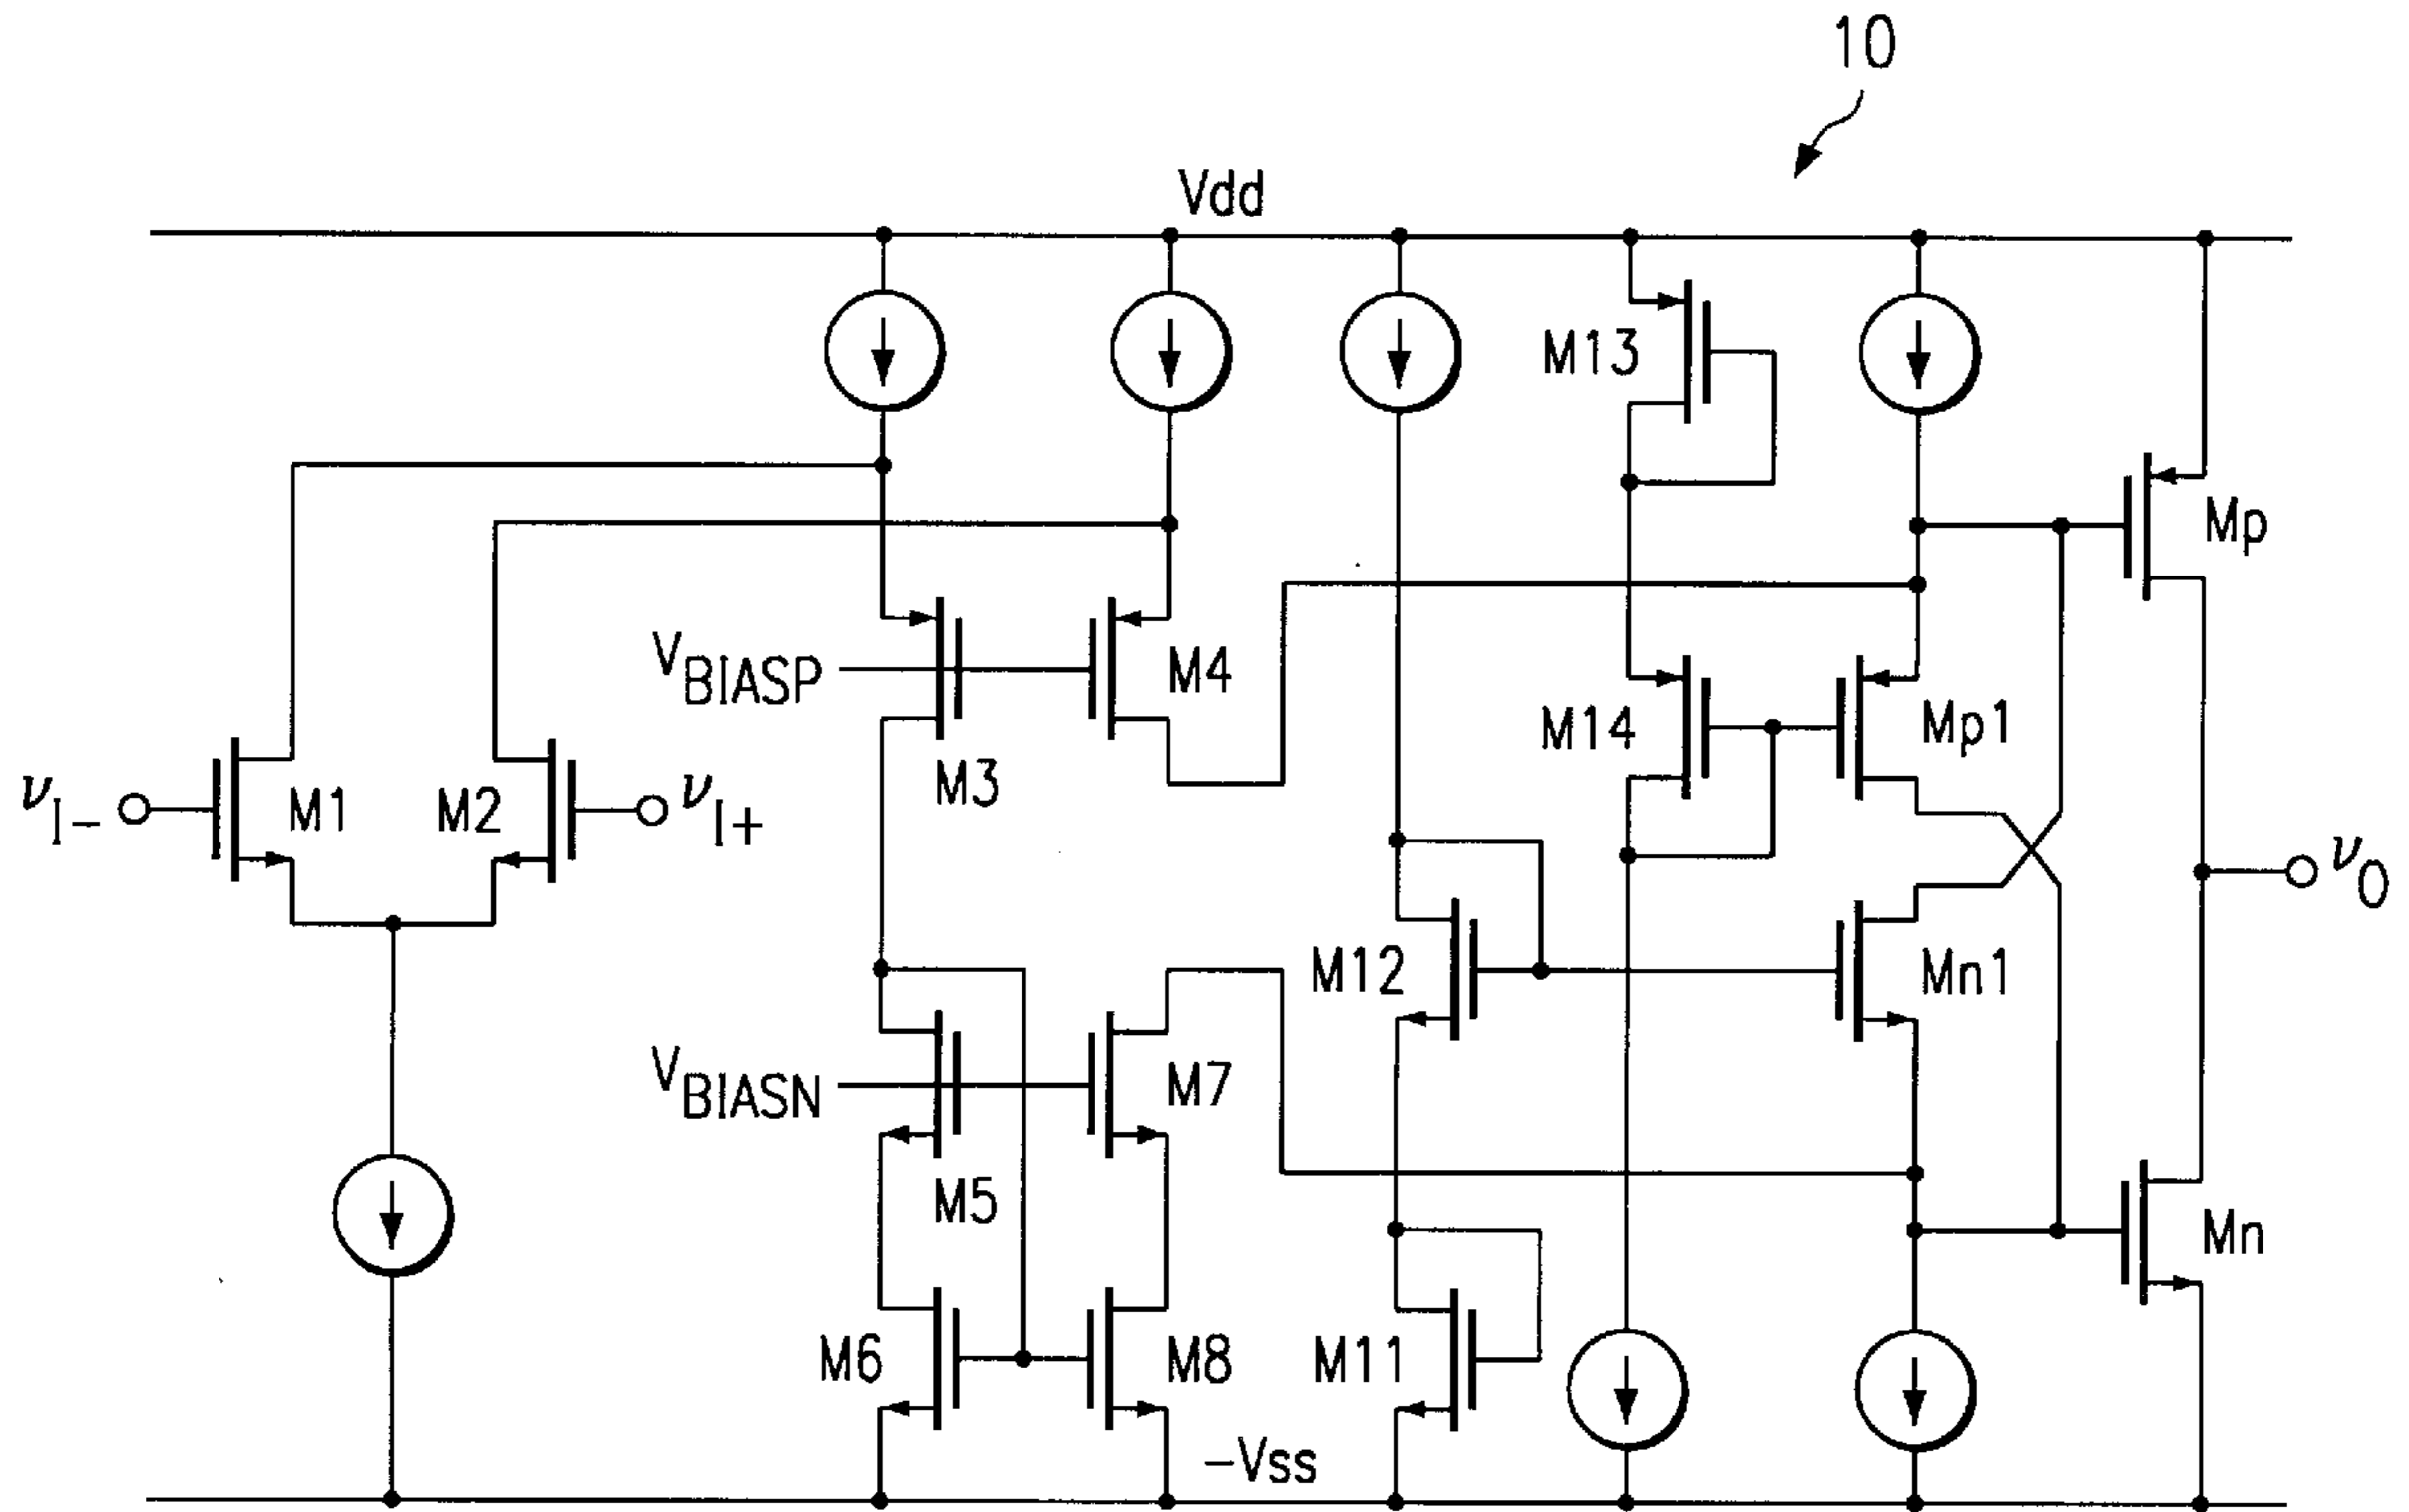 10
Vdd
M13
Mp
VBIASP
M4
M14
Mp1
M3
νI−
M1
M2
νI+
ν0
M12
Mn1
VBIASN
M7
M5
Mn
M6
M8
M11
−Vss